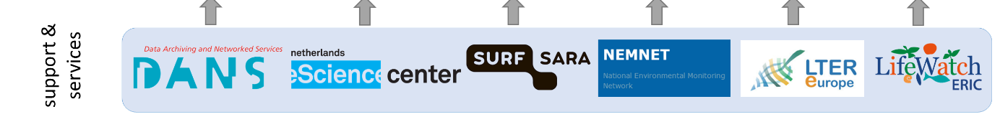 support &
services
Data Archiving and Networked Services
DANS
netherlands
eScience center
SURF SARA
NEMNET
National Environmental Monitoring
Network
LTER
europe
LifeWatch
ERIC